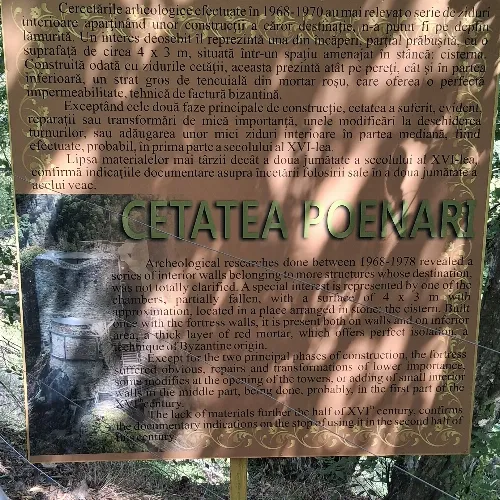 Cercetările arheologice efectuate în 1968-1970 au mai relevat o serie de ziduri
interioare aparținând unor construcții a căror destinație, n-a putut fi pe deplin
lămurită. Un interes deosebit îl reprezintă una din încăperi, parțial prăbușită, cu o
suprafață de circa 4 x 3 m, situată într-un spațiu amenajat în stâncă; cisterna.
Construită odată cu zidurile cetății, aceasta prezintă atât pe pereți, cât și în partea
interioară, un strat gros de tencuială din mortar roșu, care oferea o perfectă
impermeabilitate, tehnică de factură bizantină.
Exceptând cele două faze principale de construcție, cetatea a suferit, evident,
reparații sau transformări de mică importanță, unele modificări la deschiderea
turnurilor, sau adăugarea unor mici ziduri interioare în partea mediană, fiind
efectuate, probabil, în prima parte a secolului al XVI-lea.
Lipsa materialelor mai târzii decât a doua jumătate a secolului al XVI-lea,
confirmă indicațiile documentare asupra încetării folosirii sale în a doua jumătate a
acelui veac.
CETATEA POENARI
Archeological researches done between 1968-1978 revealed a
series of interior walls belonging to more structures whose destination,
was not totally clarified. A special interest is represented by one of the
chambers, partially fallen, with a surface of 4 x 3 m with
approximation, located in a place arranged in stone; the cistern. Built
once with the fortress walls, it is present both on walls and on inferior
area, a thick layer of red mortar, which offers perfect isolation, a
technique of Byzantine origin.
Except for the two principal phases of construction, the fortress
suffered obvious, repairs and transformations of lower importance,
some modifies at the opening of the towers, or adding of small interior
walls in the middle part, being done, probably, in the first part of the
XVIth century.
The lack of materials further the half of XVIth century, confirms
the documentary indications on the stop of using it in the second half of
this century.